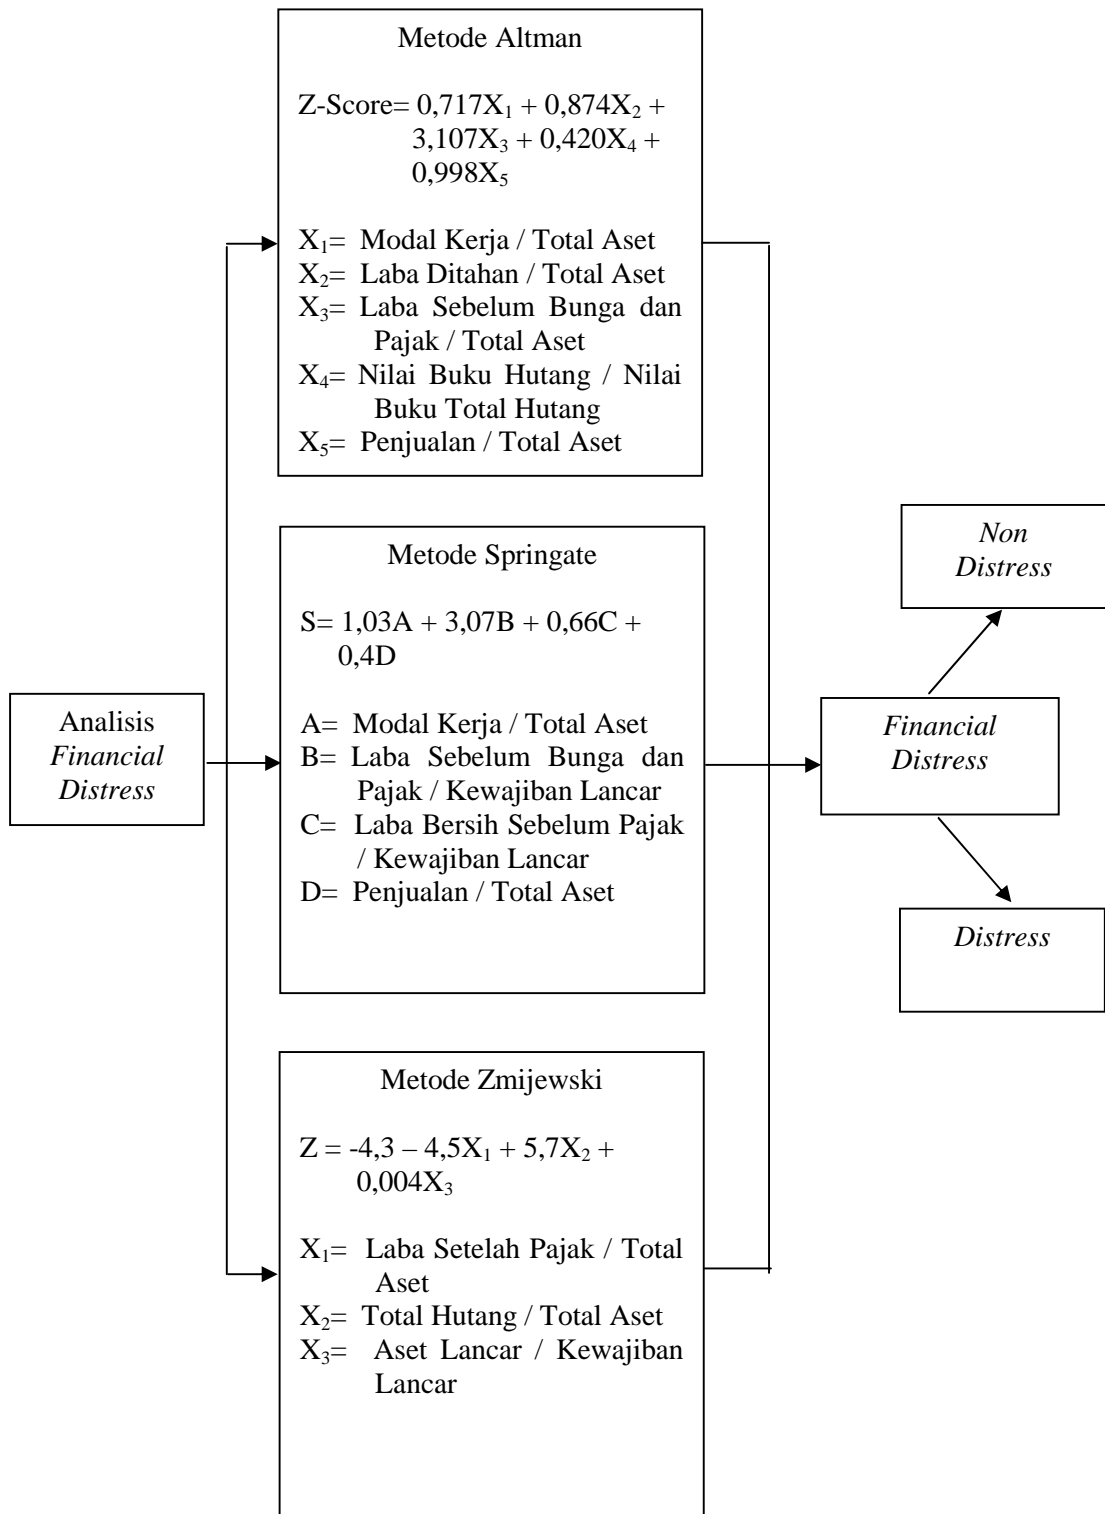 Metode Altman
Z-Score= 0,717X₁ + 0,874X₂ +
3,107X₃ + 0,420X₄ +
0,998X₅
X₁= Modal Kerja / Total Aset
X₂= Laba Ditahan / Total Aset
X₃= Laba Sebelum Bunga dan
Pajak / Total Aset
X₄= Nilai Buku Hutang / Nilai
Buku Total Hutang
X₅= Penjualan / Total Aset
Metode Springate
S= 1,03A + 3,07B + 0,66C +
0,4D
A= Modal Kerja / Total Aset
B= Laba Sebelum Bunga dan
Pajak / Kewajiban Lancar
C= Laba Bersih Sebelum Pajak
/ Kewajiban Lancar
D= Penjualan / Total Aset
Metode Zmijewski
Z = -4,3 – 4,5X₁ + 5,7X₂ +
0,004X₃
X₁= Laba Setelah Pajak / Total
Aset
X₂= Total Hutang / Total Aset
X₃= Aset Lancar / Kewajiban
Lancar
Analisis
Financial
Distress
Non
Distress
Financial
Distress
Distress